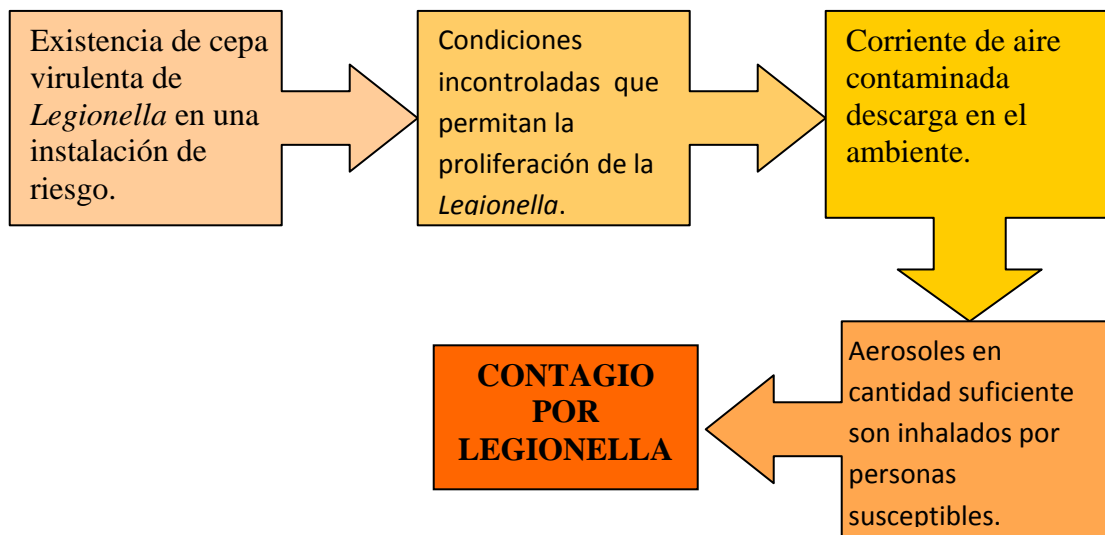 Existencia de cepa
virulenta de
Legionella en una
instalación de
riesgo.
Condiciones
incontroladas que
permitan la
proliferación de la
Legionella.
Corriente de aire
contaminada
descarga en el
ambiente.
Aerosoles en
cantidad suficiente
son inhalados por
personas
susceptibles.
CONTAGIO
POR
LEGIONELLA